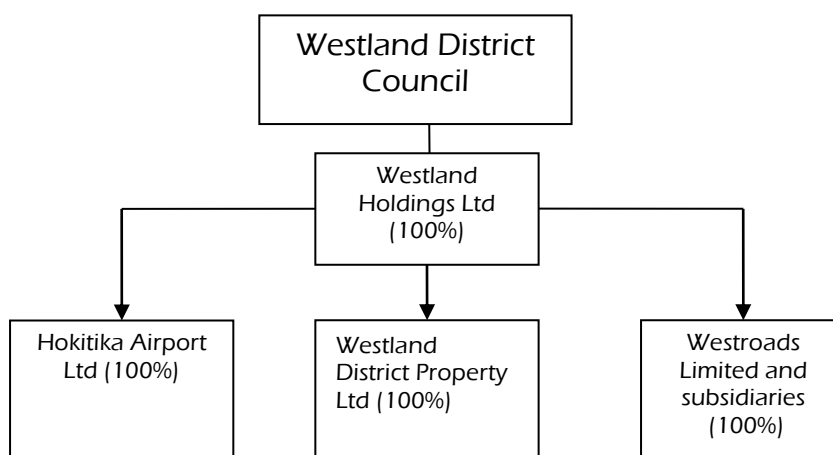 Westland District
Council
Westland
Holdings Ltd
(100%)
Hokitika Airport
Ltd (100%)
Westland
District Property
Ltd (100%)
Westroads
Limited and
subsidiaries
(100%)